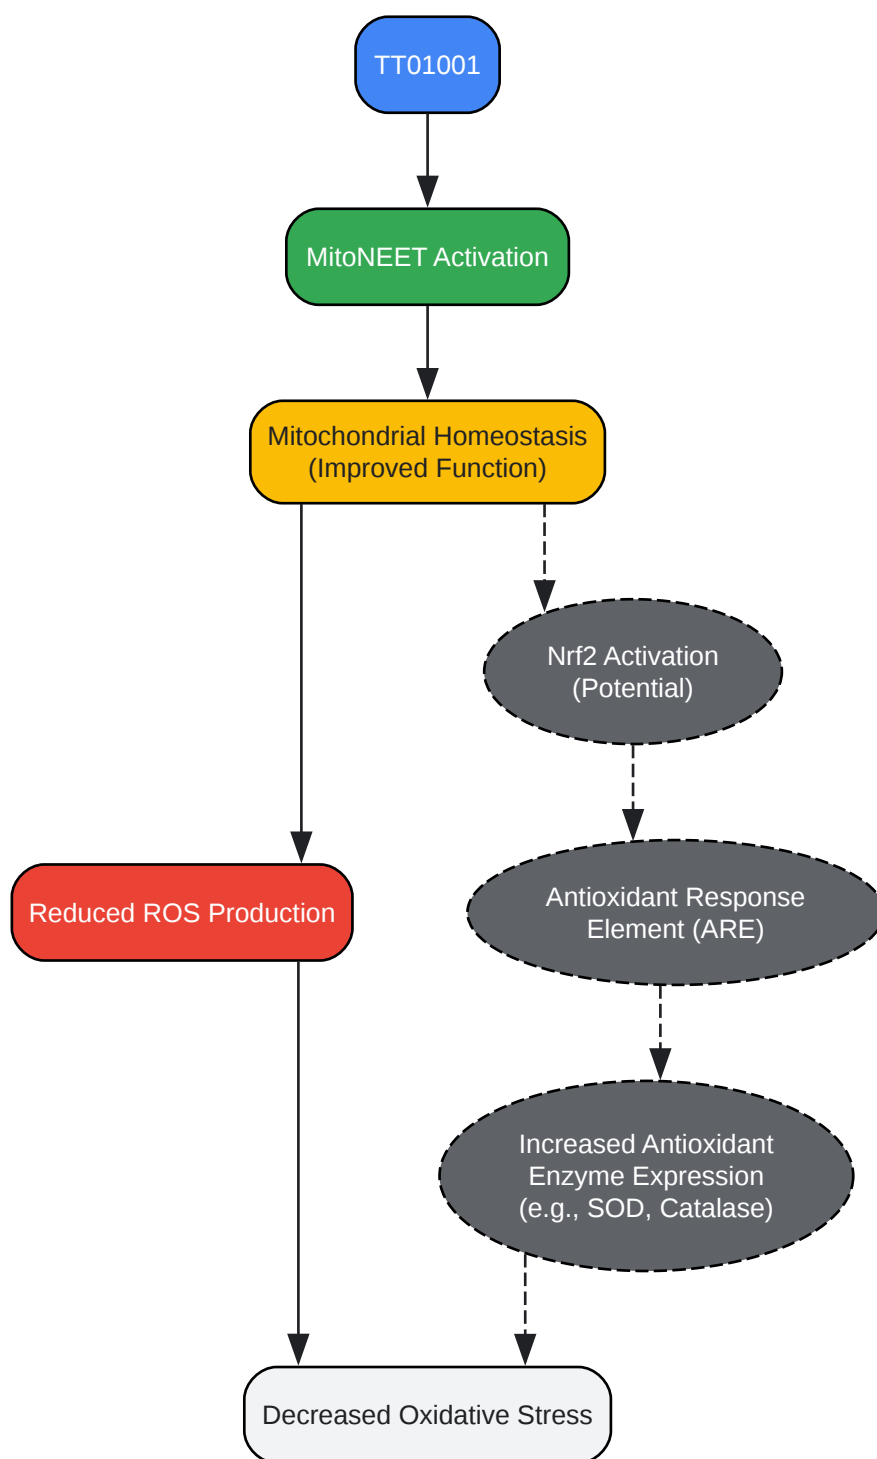 TT01001
MitoNEET Activation
Mitochondrial Homeostasis
(Improved Function)
Nrf2 Activation
(Potential)
Reduced ROS Production
Antioxidant Response
Element (ARE)
Increased Antioxidant
Enzyme Expression
(e.g., SOD, Catalase)
Decreased Oxidative Stress